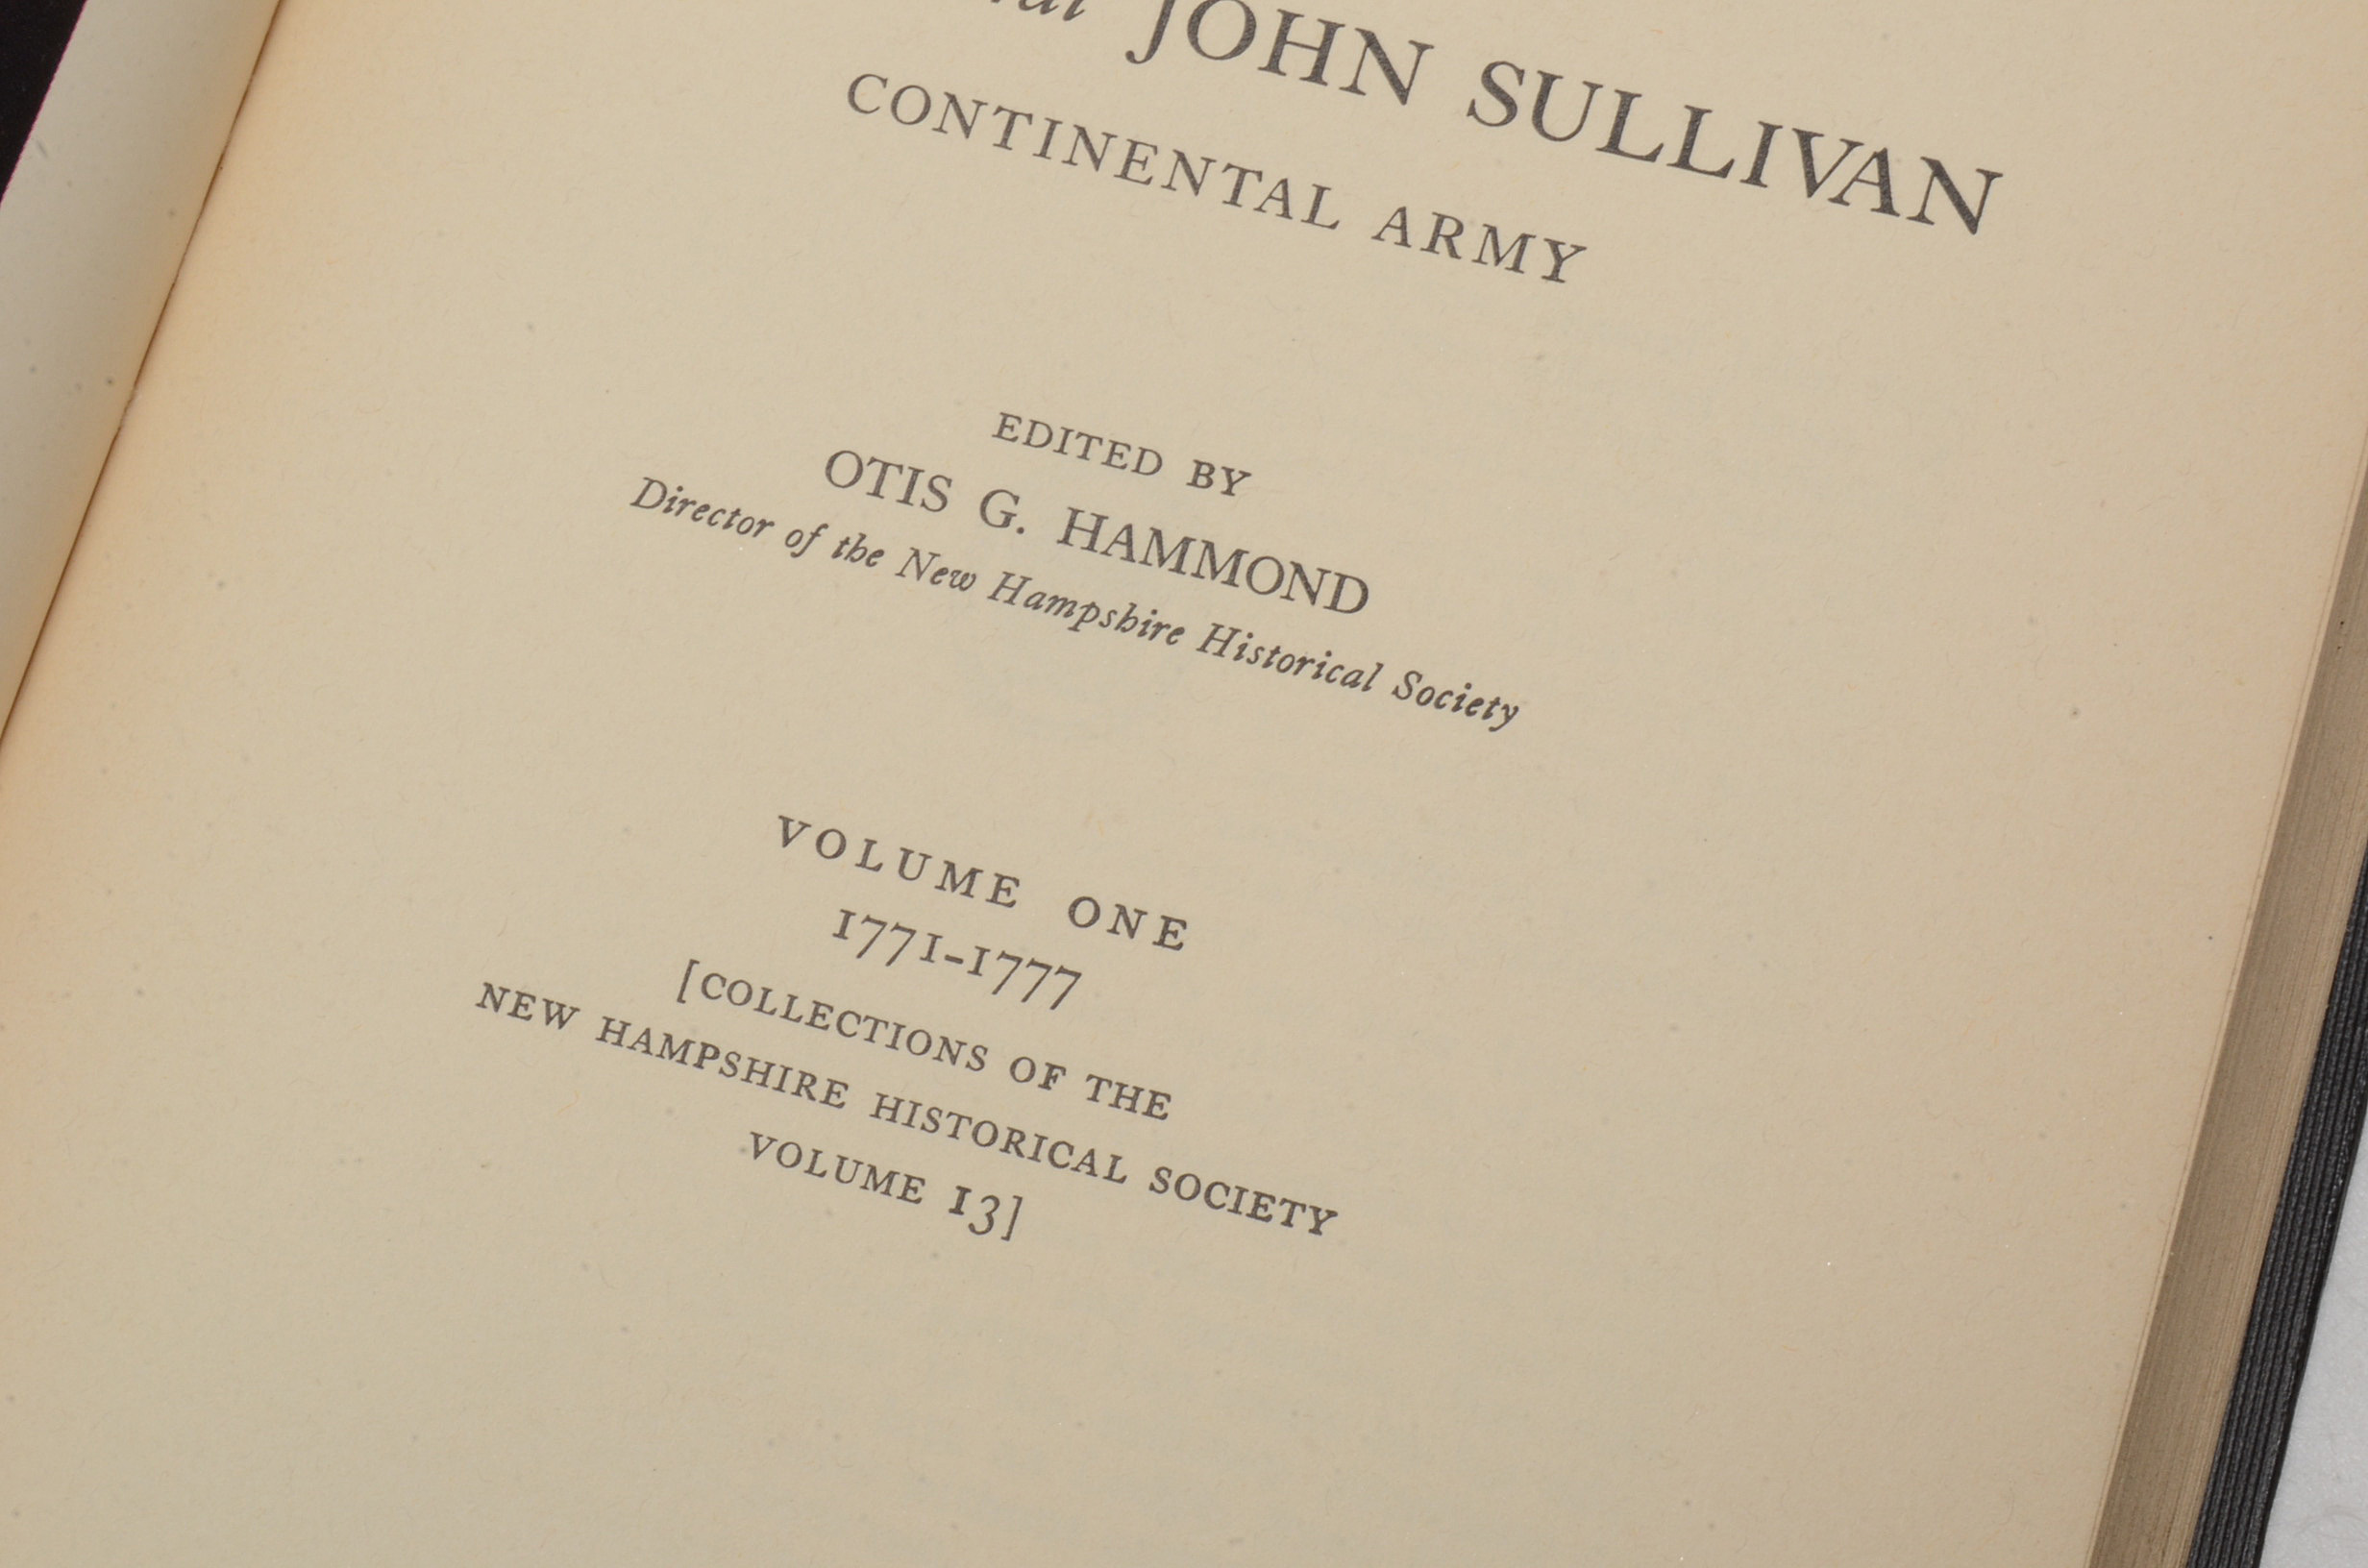 JOHN SULLIVAN
CONTINENTAL ARMY
EDITED BY
OTIS G. HAMMOND
Director of the New Hampshire Historical Society
VOLUME ONE
1771-1777
[COLLECTIONS OF THE
NEW HAMPSHIRE HISTORICAL SOCIETY
VOLUME 13]